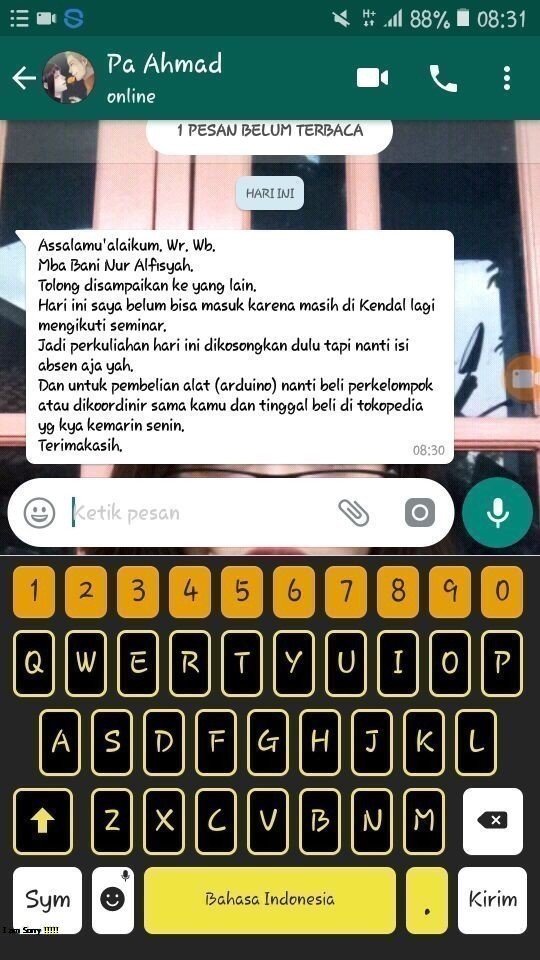 H+ 88% 08:31
Pa Ahmad
online
1 PESAN BELUM TERBACA
HARI INI
Assalamu'alaikum. Wr. Wb.
Mba Bani Nur Alfisyah.
Tolong disampaikan ke yang lain.
Hari ini saya belum bisa masuk karena masih di Kendal lagi
mengikuti seminar.
Jadi perkuliahan hari ini dikosongkan dulu tapi nanti isi
absen aja yah.
Dan untuk pembelian alat (arduino) nanti beli perkelompok
atau dikoordinir sama kamu dan tinggal beli di tokopedia
yg kya kemarin senin.
Terimakasih.
08:30
Ketik pesan
1 2 3 4 5 6 7 8 9 0
Q W E R T Y U I O P
A S D F G H J K L
Z X C V B N M
Sym Bahasa Indonesia . Kirim
I am Sorry !!!!!